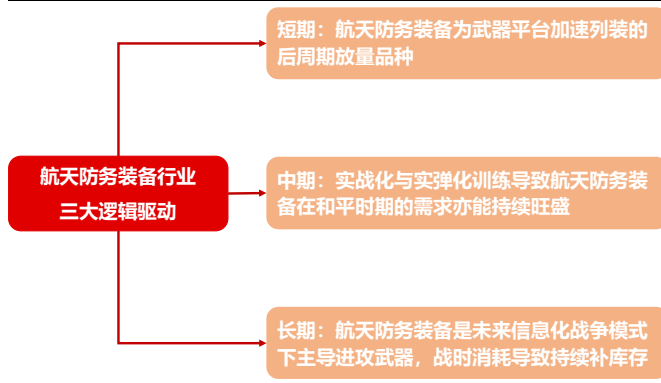 短期：航天防务装备为武器平台加速列装的
后周期放量品种
航天防务装备行业
三大逻辑驱动
中期：实战化与实弹化训练导致航天防务装
备在和平时期的需求亦能持续旺盛
长期：航天防务装备是未来信息化战争模式
下主导进攻武器，战时消耗导致持续补库存